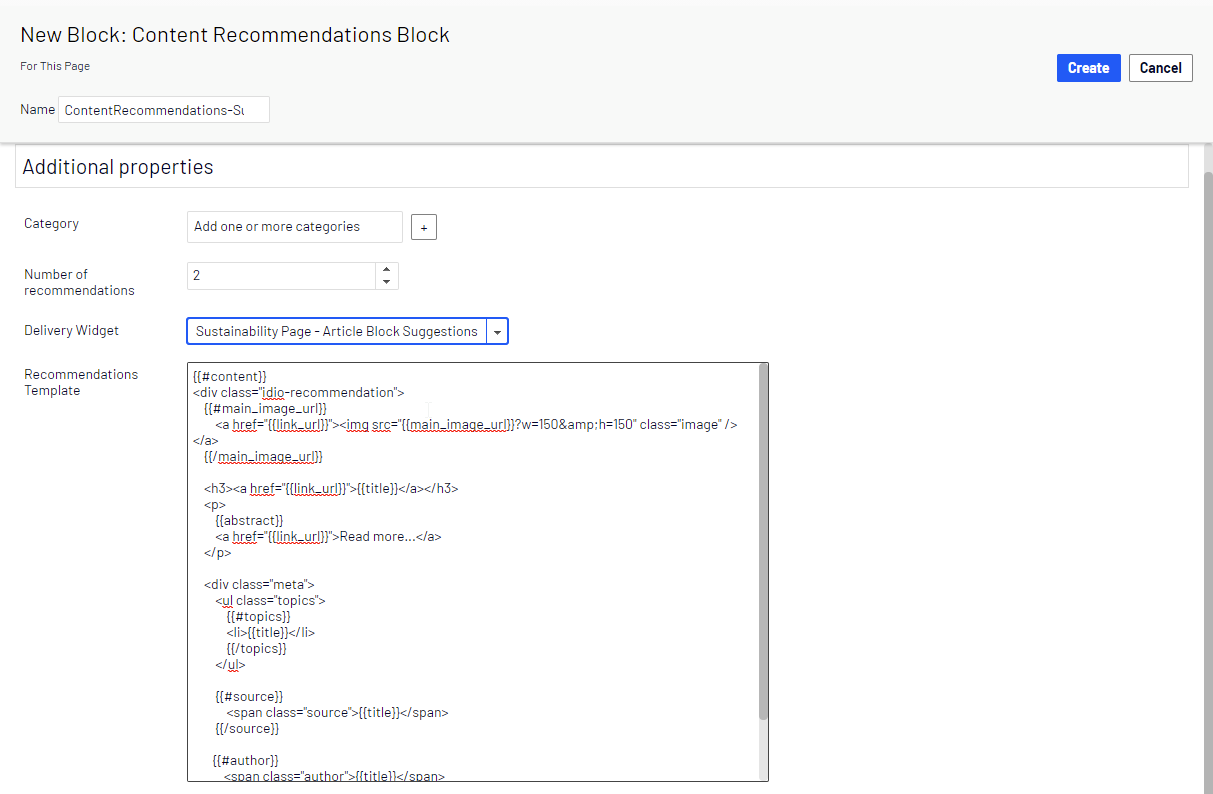 New Block: Content Recommendations Block
For This Page
Create
Cancel
Name
ContentRecommendations-Su
Additional properties
Category
Add one or more categories
+
Number of
recommendations
2
Delivery Widget
Sustainability Page - Article Block Suggestions
Recommendations
Template
{{#content}}
<div class="idio-recommendation">
{{#main_image_url}}
<a href="{{link_url}}"><img src="{{main_image_url}}?w=150&amp;h=150" class="image" />
</a>
{{/main_image_url}}
<h3><a href="{{link_url}}">{{title}}</a></h3>
<p>
{{abstract}}
<a href="{{link_url}}">Read more...</a>
</p>
<div class="meta">
<ul class="topics">
{{#topics}}
<li>{{title}}</li>
{{/topics}}
</ul>
{{#source}}
<span class="source">{{title}}</span>
{{/source}}
{{#author}}
<span class="author">{{title}}</span>